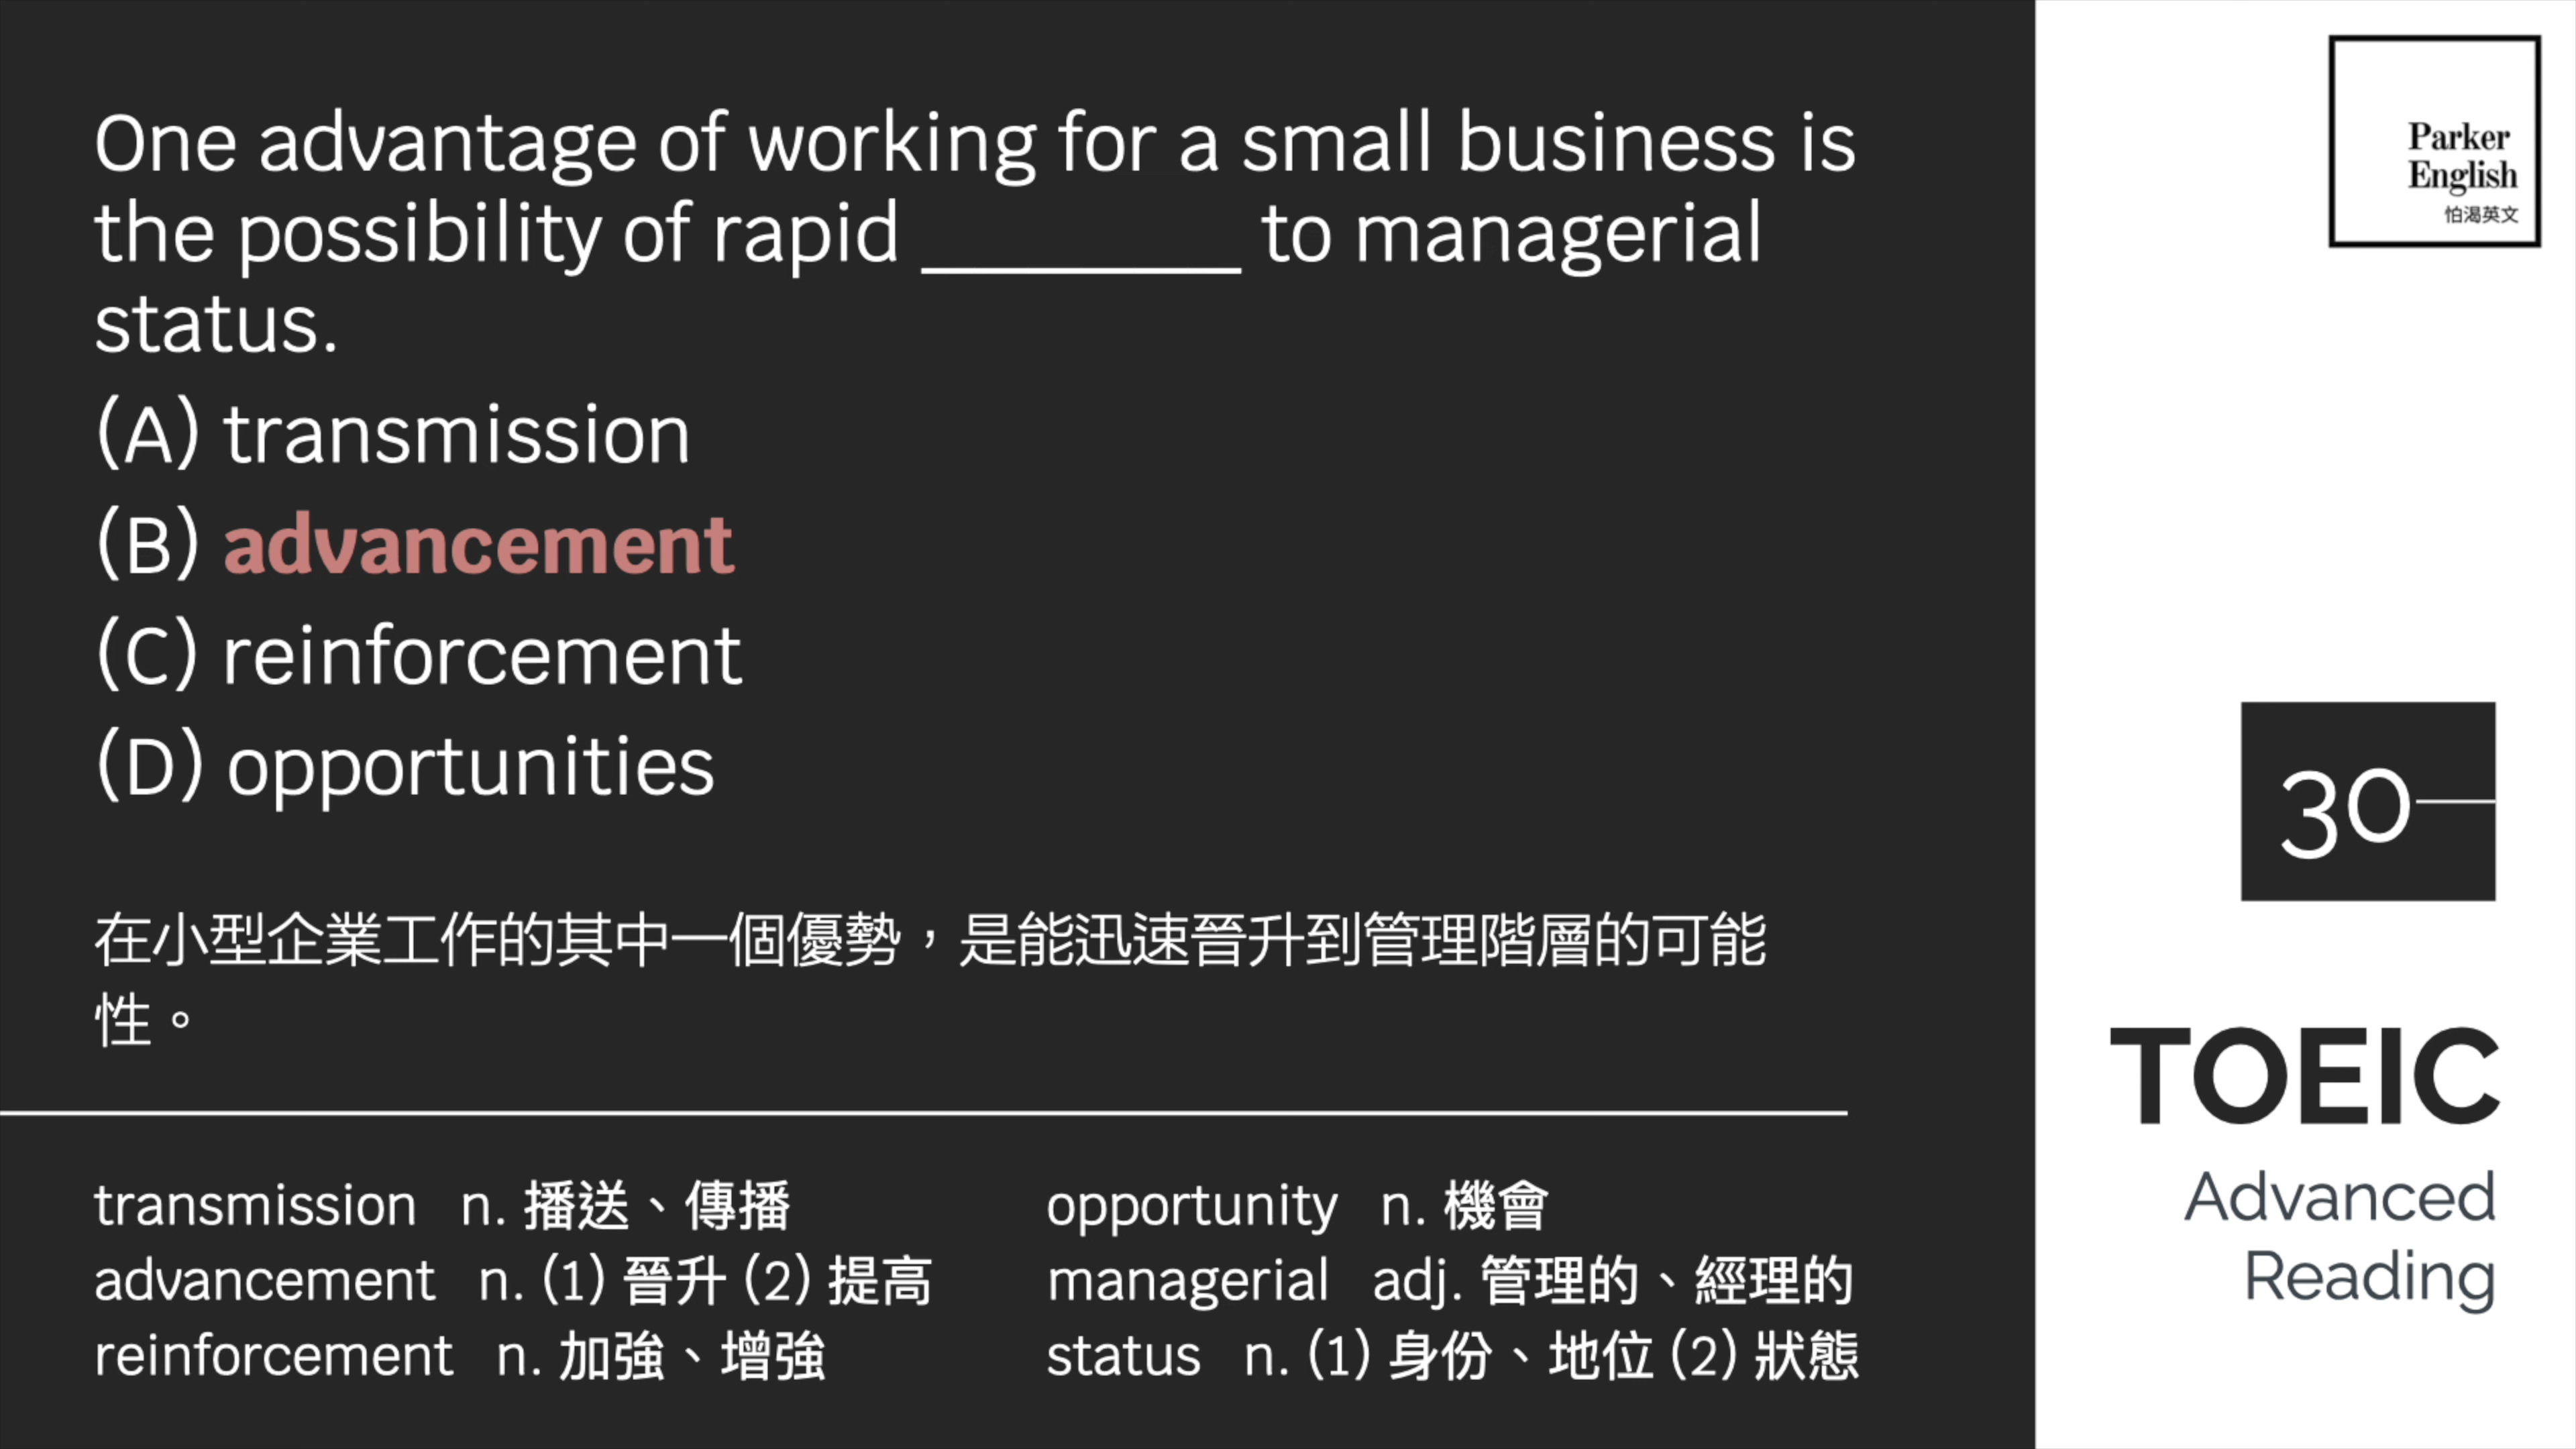 One advantage of working for a small business is
the possibility of rapid ________ to managerial
status.
(A) transmission
(B) advancement
(C) reinforcement
(D) opportunities
在小型企業工作的其中一個優勢，是能迅速晉升到管理階層的可能
性。
transmission n. 播送、傳播
advancement n. (1) 晉升 (2) 提高
reinforcement n. 加強、增強
opportunity n. 機會
managerial adj. 管理的、經理的
status n. (1) 身份、地位 (2) 狀態
Parker
English
怕渴英文
30
TOEIC
Advanced
Reading